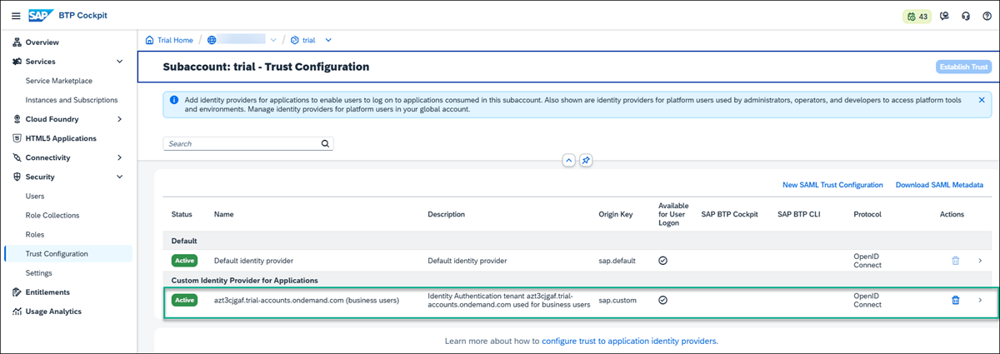 SAP BTP Cockpit 43
Overview
Services
Service Marketplace
Instances and Subscriptions
Cloud Foundry
HTML5 Applications
Connectivity
Security
Users
Role Collections
Roles
Trust Configuration
Settings
Entitlements
Usage Analytics
Trial Home / / trial
Subaccount: trial - Trust Configuration
Establish Trust
Add identity providers for applications to enable users to log on to applications consumed in this subaccount. Also shown are identity providers for platform users used by administrators, operators, and developers to access platform tools
and environments. Manage identity providers for platform users in your global account.
Search
New SAML Trust Configuration Download SAML Metadata
Status Name Description Origin Key Available for User Logon SAP BTP Cockpit SAP BTP CLI Protocol Actions
Default
Active Default identity provider Default identity provider sap.default OpenID
Connect
Custom Identity Provider for Applications
Active azt3cjgaf.trial-accounts.ondemand.com (business users) Identity Authentication tenant azt3cjgaf.trial- sap.custom OpenID
accounts.ondemand.com used for business users Connect
Learn more about how to configure trust to application identity providers.